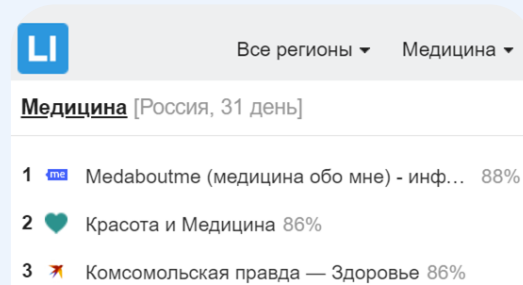 LI
Все регионы Медицина
Медицина [Россия, 31 день]
1 me Medaboutme (медицина обо мне) - инф... 88%
2 Красота и Медицина 86%
3 Комсомольская правда — Здоровье 86%